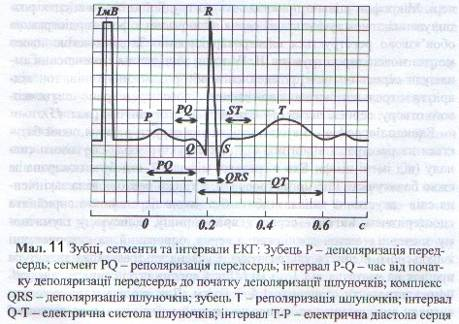 1мВ
R
P
PQ
ST
T
Q
S
PQ
QRS
QT
0 0.2 0.4 0.6 с
Мал. 11 Зубці, сегменти та інтервали ЕКГ: Зубець P – деполяризація перед-
сердь; сегмент PQ – реполяризація передсердь; інтервал P-Q – час від почат-
ку деполяризації передсердь до початку деполяризації шлуночків; комплекс
QRS – деполяризація шлуночків; зубець T – реполяризація шлуночків; інтервал
Q-T – електрична систола шлуночків; інтервал T-P – електрична діастола серця